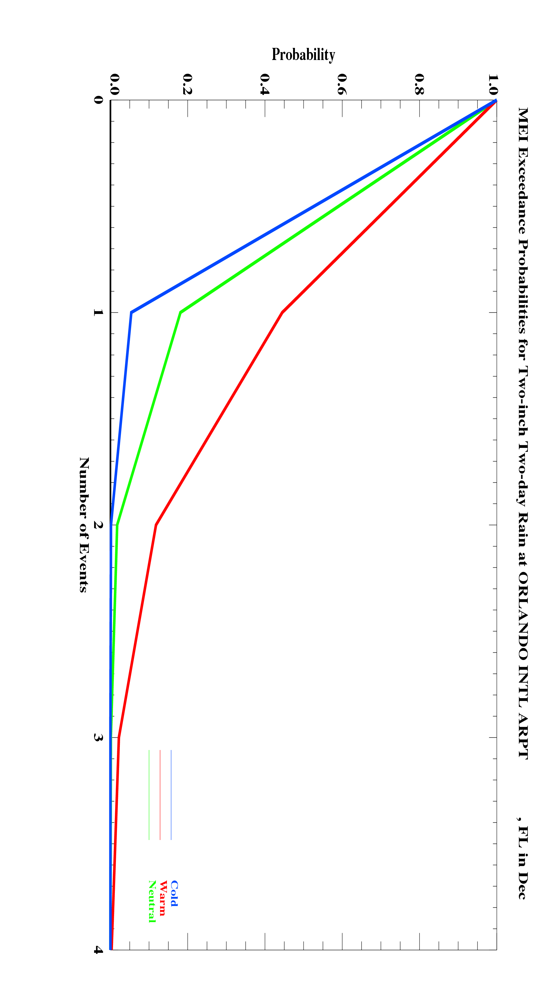 MEI Exceedance Probabilities for Two-inch Two-day Rain at ORLANDO INTL ARPT , FL in Dec
Probability
1.0
0.8
0.6
0.4
0.2
0.0
0 1 2 3 4
Number of Events
Cold
Warm
Neutral